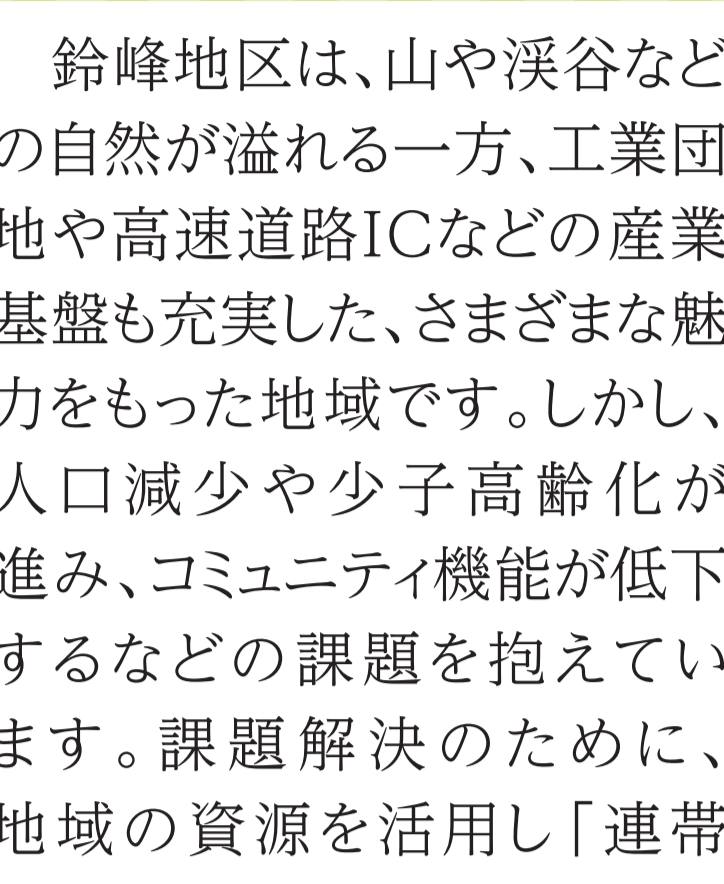 鈴峰地区は、山や渓谷など
の自然が溢れる一方、工業団
地や高速道路ICなどの産業
基盤も充実した、さまざまな魅
力をもった地域です。しかし、
人口減少や少子高齢化が
進み、コミュニティ機能が低下
するなどの課題を抱えてい
ます。課題解決のために、
地域の資源を活用し「連帯